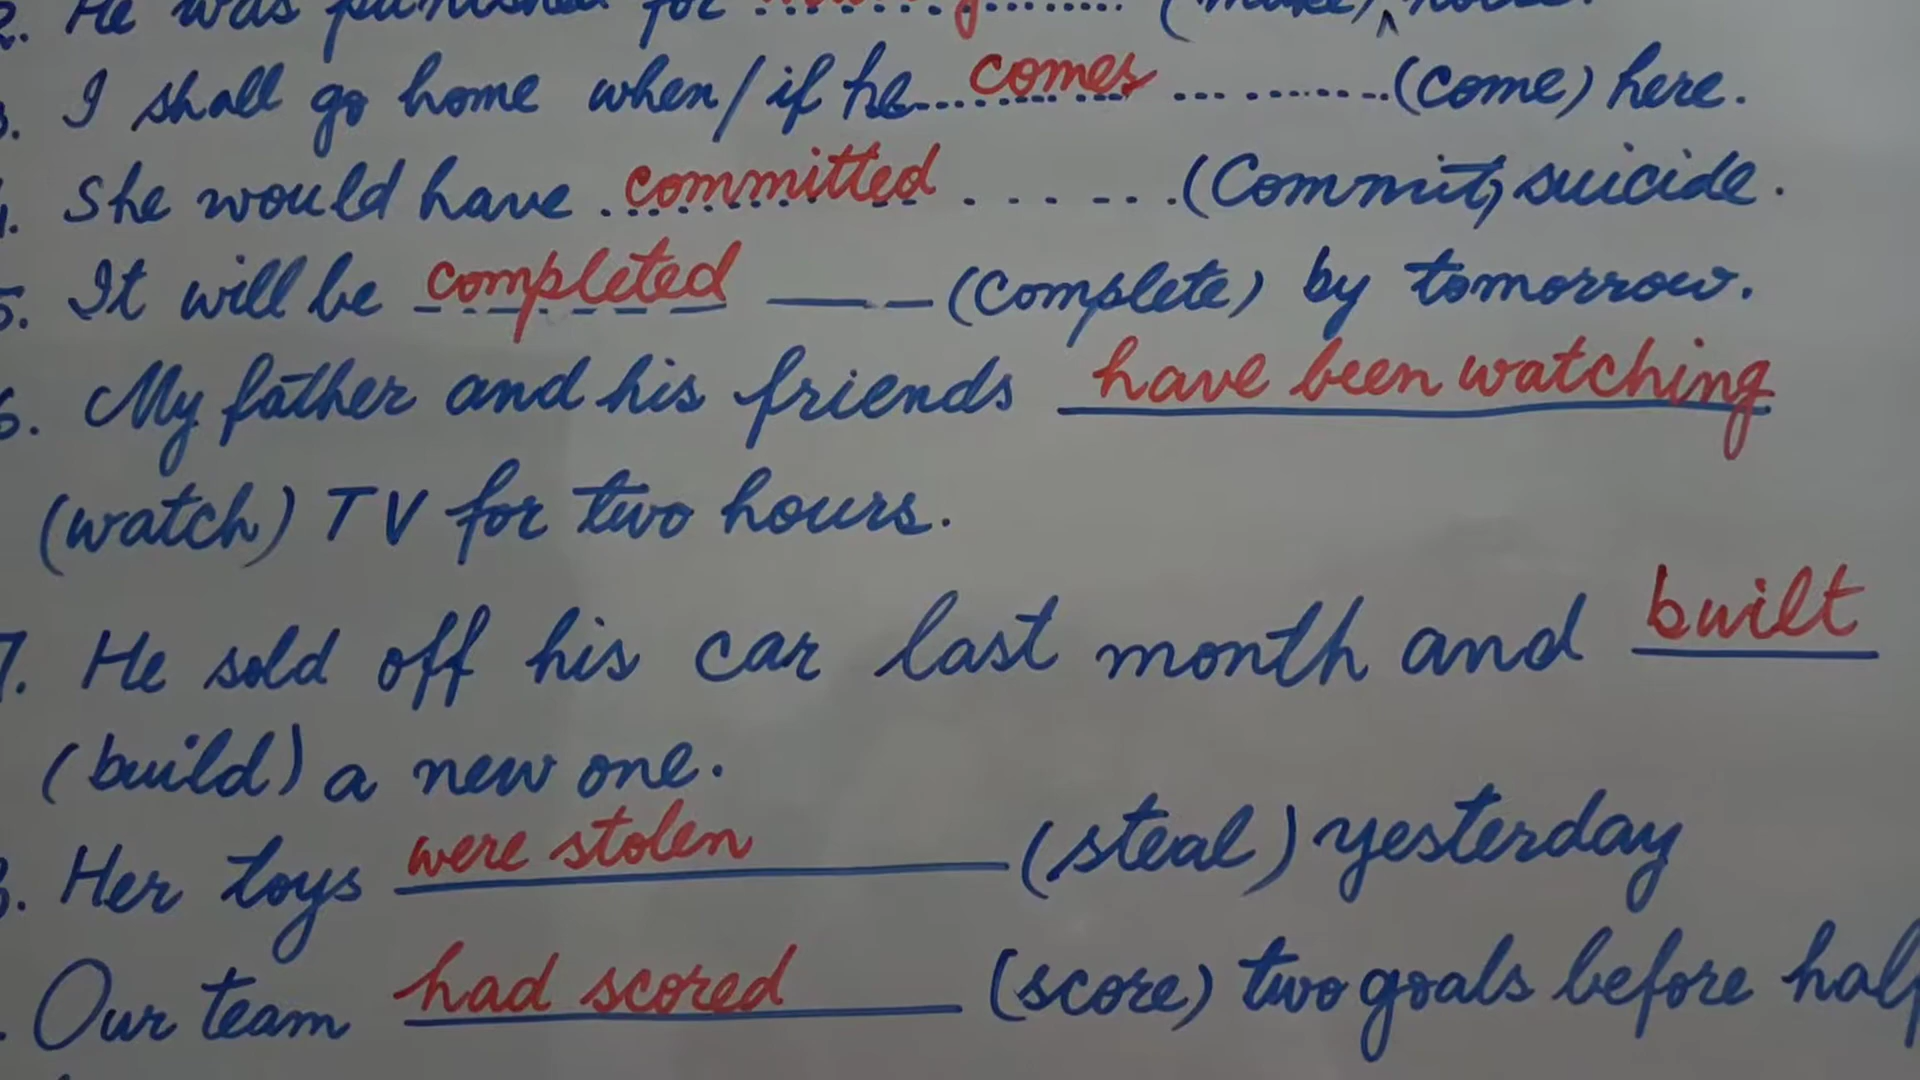 2. He was punished for ............ (make) noise.
3. I shall go home when/if he..comes............(come) here.
4. She would have committed ......(Commit) suicide.
5. It will be completed ____ (Complete) by tomorrow.
6. My father and his friends have been watching
(watch) TV for two hours.
7. He sold off his car last month and built
(build) a new one.
8. Her toys were stolen (steal) yesterday
. Our team had scored (score) two goals before half